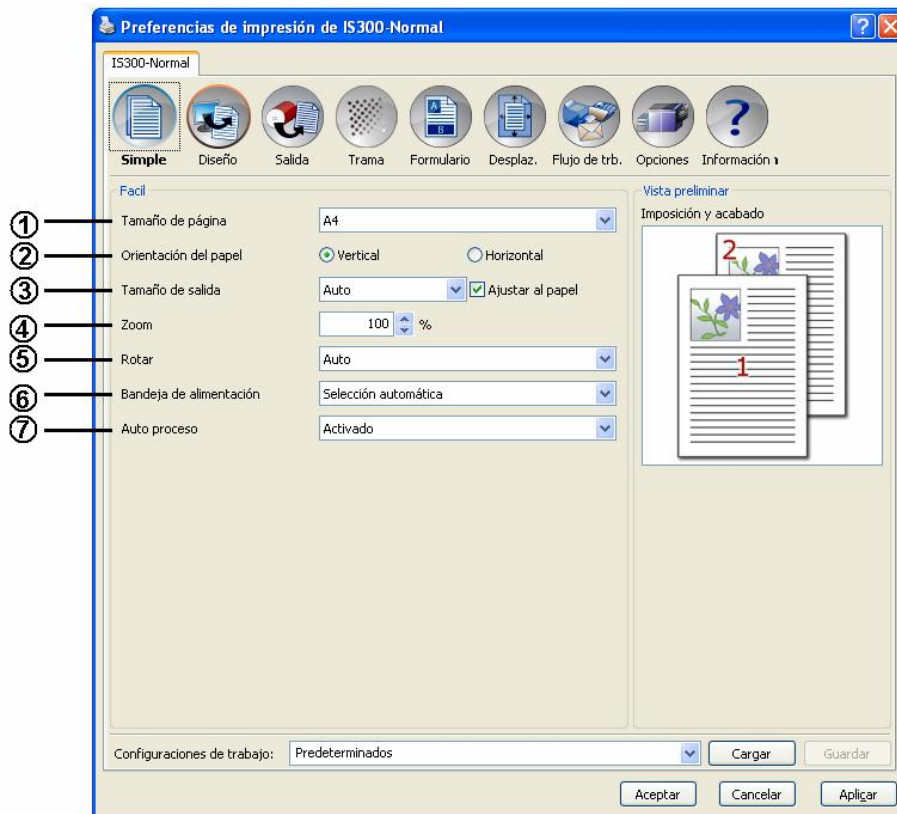 Preferencias de impresión de IS300-Normal
IS300-Normal
Simple Diseño Salida Trama Formulario Desplaz. Flujo de trb. Opciones Información
Facil
① Tamaño de página A4
② Orientación del papel Vertical Horizontal
③ Tamaño de salida Auto Ajustar al papel
④ Zoom 100 %
⑤ Rotar Auto
⑥ Bandeja de alimentación Selección automática
⑦ Auto proceso Activado
Vista preliminar
Imposición y acabado
2
1
A
B
Configuraciones de trabajo: Predeterminados Cargar Guardar
Aceptar Cancelar Aplicar